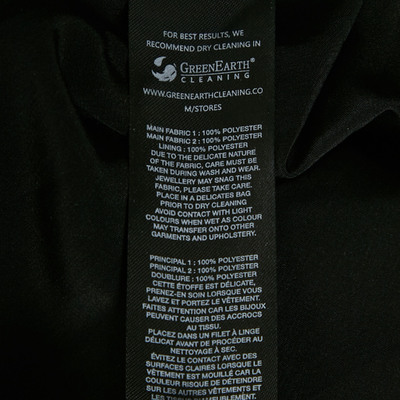 FOR BEST RESULTS, WE
RECOMMEND DRY CLEANING IN
GREENEARTH®
CLEANING
WWW.GREENEARTHCLEANING.CO
M/STORES
MAIN FABRIC 1 : 100% POLYESTER
MAIN FABRIC 2 : 100% POLYESTER
LINING : 100% POLYESTER
DUE TO THE DELICATE NATURE
OF THE FABRIC, CARE MUST BE
TAKEN DURING WASH AND WEAR.
JEWELLERY MAY SNAG THIS
FABRIC, PLEASE TAKE CARE.
PLACE IN A DELICATES BAG
PRIOR TO DRY CLEANING
AVOID CONTACT WITH LIGHT
COLOURS WHEN WET AS COLOUR
MAY TRANSFER ONTO OTHER
GARMENTS AND UPHOLSTERY.
PRINCIPAL 1 : 100% POLYESTER
PRINCIPAL 2 : 100% POLYESTER
DOUBLURE : 100% POLYESTER
CETTE ÉTOFFE EST DÉLICAT,
PRENEZ-EN SOIN LORSQUE VOUS
LAVEZ ET PORTEZ LE VÊTEMENT.
FAITES ATTENTION CAR LES BIJOUX
PEUVENT CAUSER DES ACCROCS
AU TISSU.
PLACEZ DANS UN FILET À LINGE
DÉLICAT AVANT DE PROCÉDER AU
NETTOYAGE À SEC.
ÉVITEZ LE CONTACT AVEC DES
SURFACES CLAIRES LORSQUE LE
VÊTEMENT EST MOUILLÉ CAR LA
COULEUR RISQUE DE DÉTEINDRE
SUR LES AUTRES VÊTEMENTS ET